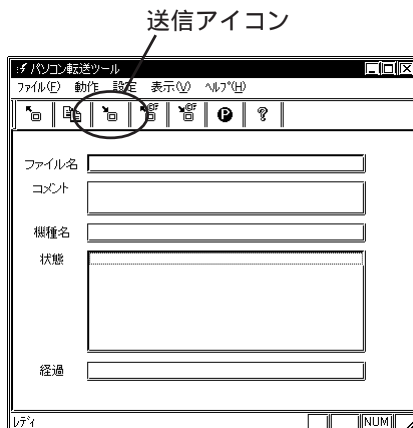 送信アイコン
パソコン転送ツール
ファイル(F) 動作 設定 表示(V) ヘルプ(H)
CF CF P ?
ファイル名
コメント
機種名
状態
経過
レディ NUM